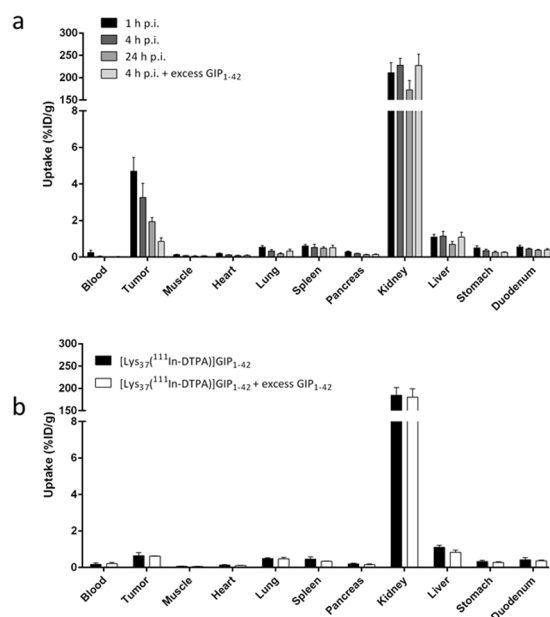 a
1 h p.i.
4 h p.i.
24 h p.i.
4 h p.i. + excess GIP1-42
Uptake (%ID/g)
300
250
200
150
8
6
4
2
0
Blood
Tumor
Muscle
Heart
Lung
Spleen
Pancreas
Kidney
Liver
Stomach
Duodenum
b
[Lys37(111In-DTPA)]GIP1-42
[Lys37(111In-DTPA)]GIP1-42 + excess GIP1-42
Uptake (%ID/g)
300
250
200
150
8
6
4
2
0
Blood
Tumor
Muscle
Heart
Lung
Spleen
Pancreas
Kidney
Liver
Stomach
Duodenum